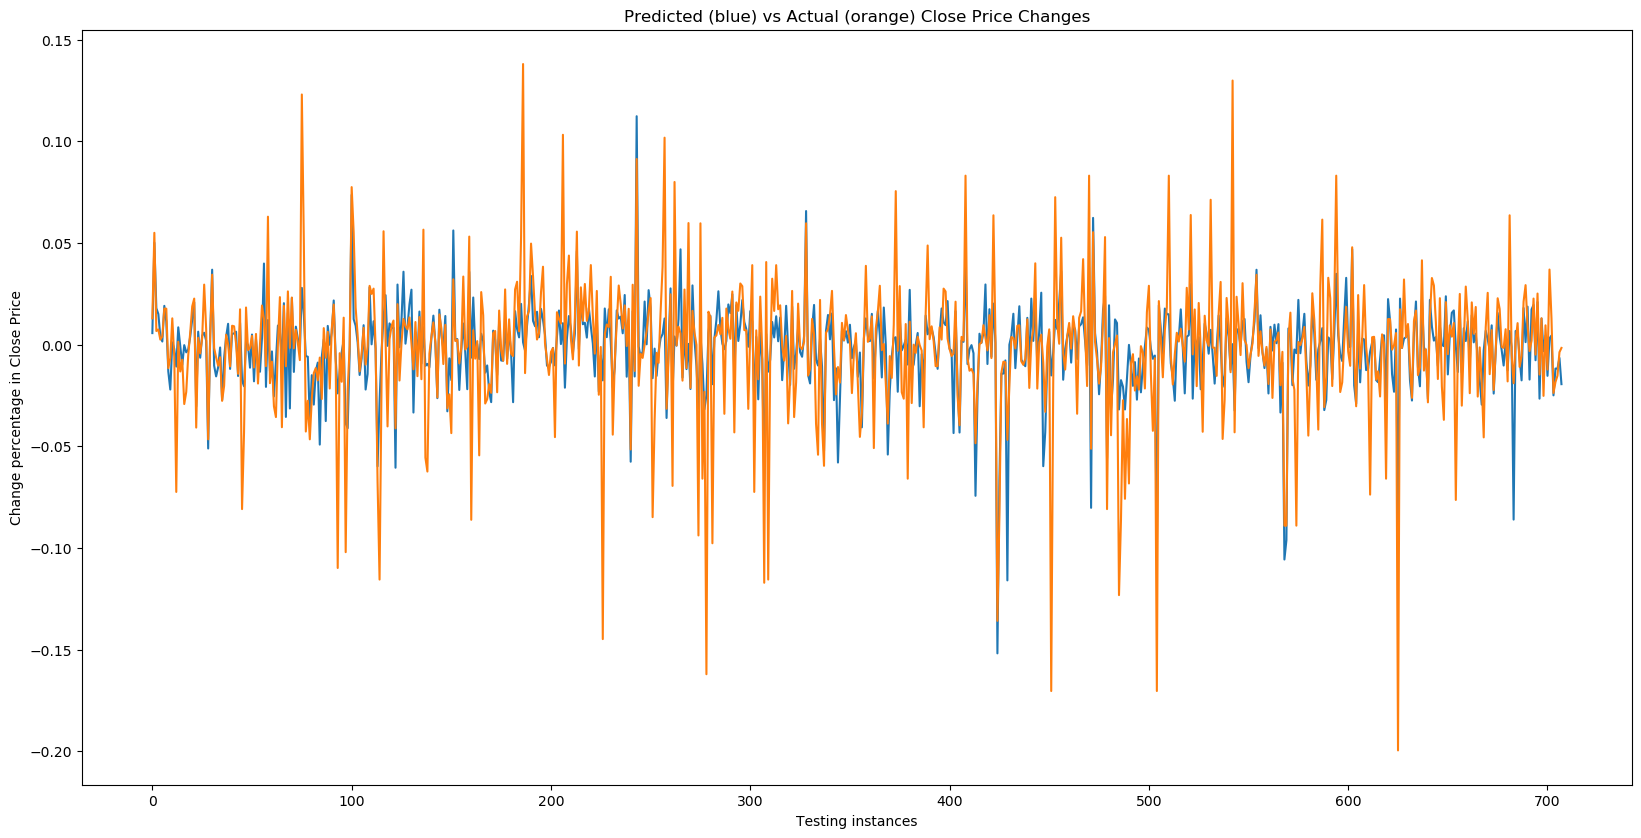 Predicted (blue) vs Actual (orange) Close Price Changes
Change percentage in Close Price
0.15
0.10
0.05
0.00
−0.05
−0.10
−0.15
−0.20
0 100 200 300 400 500 600 700
Testing instances